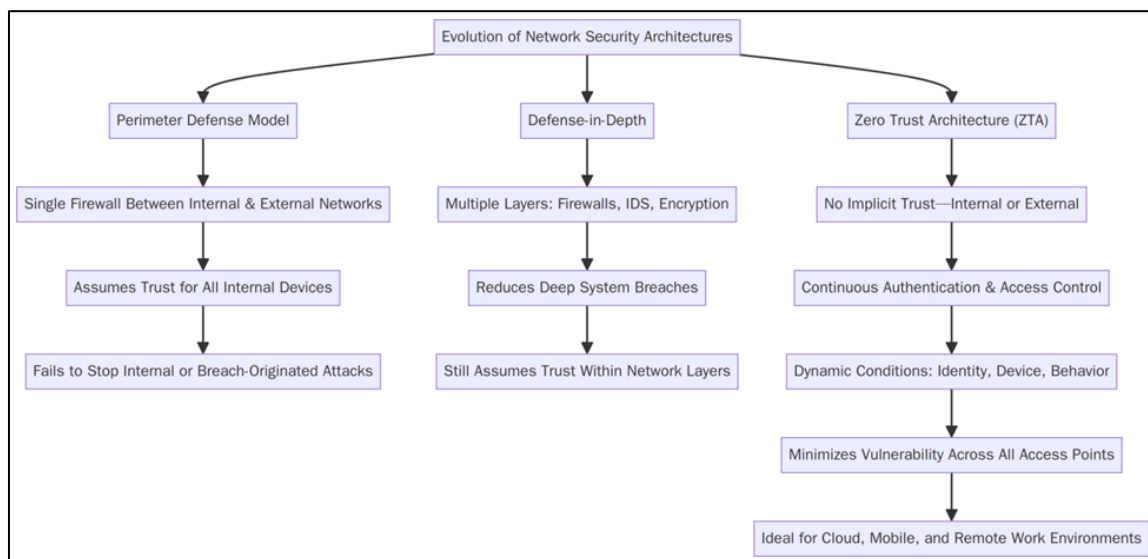 Evolution of Network Security Architectures
Perimeter Defense Model
Defense-in-Depth
Zero Trust Architecture (ZTA)
Single Firewall Between Internal & External Networks
Multiple Layers: Firewalls, IDS, Encryption
No Implicit Trust—Internal or External
Assumes Trust for All Internal Devices
Reduces Deep System Breaches
Continuous Authentication & Access Control
Fails to Stop Internal or Breach-Originated Attacks
Still Assumes Trust Within Network Layers
Dynamic Conditions: Identity, Device, Behavior
Minimizes Vulnerability Across All Access Points
Ideal for Cloud, Mobile, and Remote Work Environments